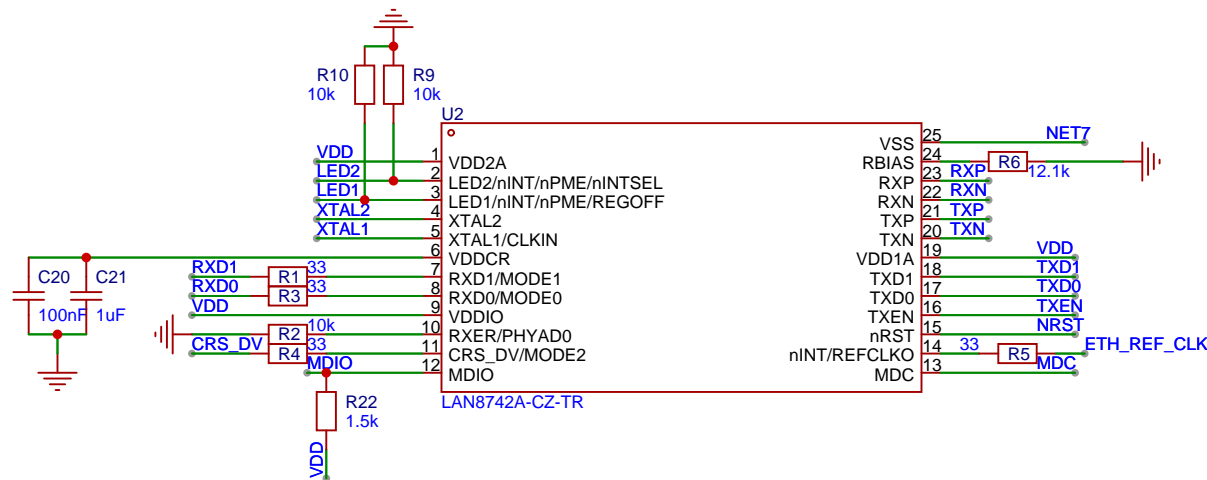 R10
10k
R9
10k
U2
VDD
1
VDD2A
LED2
2
LED2/nINT/nPME/nINTSEL
LED1
3
LED1/nINT/nPME/REGOFF
XTAL2
4
XTAL2
XTAL1
5
XTAL1/CLKIN
6
VDDCR
RXD1
R1
33
7
RXD1/MODE1
RXD0
R3
33
8
RXD0/MODE0
VDD
9
VDDIO
R2
10k
10
RXER/PHYAD0
CRS_DV
R4
33
11
CRS_DV/MODE2
MDIO
12
MDIO
C20
100nF
C21
1uF
R22
1.5k
VDD
LAN8742A-CZ-TR
VSS
25
NET7
RBIAS
24
R6
12.1k
RXP
23
RXP
RXN
22
RXN
TXP
21
TXP
TXN
20
TXN
VDD1A
19
VDD
TXD1
18
TXD1
TXD0
17
TXD0
TXEN
16
TXEN
nRST
15
NRST
nINT/REFCLKO
14
33
R5
ETH_REF_CLK
MDC
13
MDC